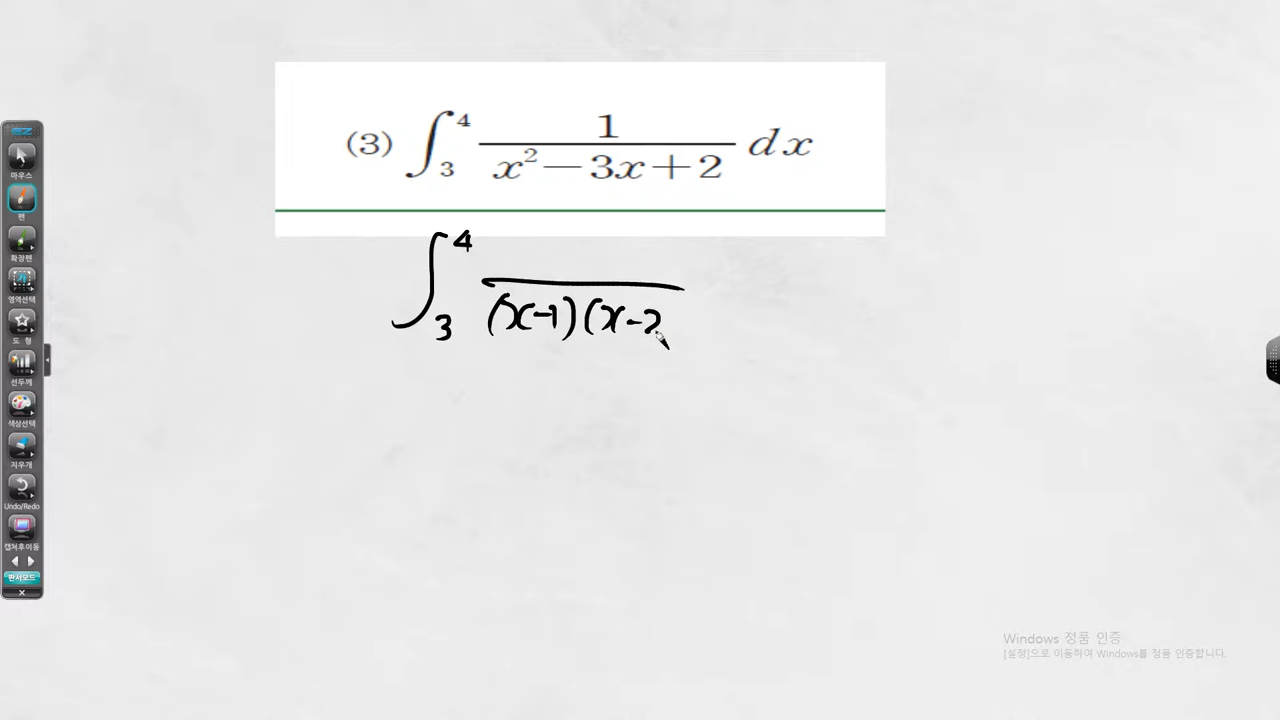 EZ
마우스
펜
확장펜
영역선택
도 형
선두께
색상선택
지우개
Undo/Redo
캡쳐후이동
판서모드
x
(3) ∫₃⁴ 1/(x²−3x+2) dx
∫₃⁴ /(x-1)(x-2
Windows 정품 인증
[설정]으로 이동하여 Windows를 정품 인증합니다.